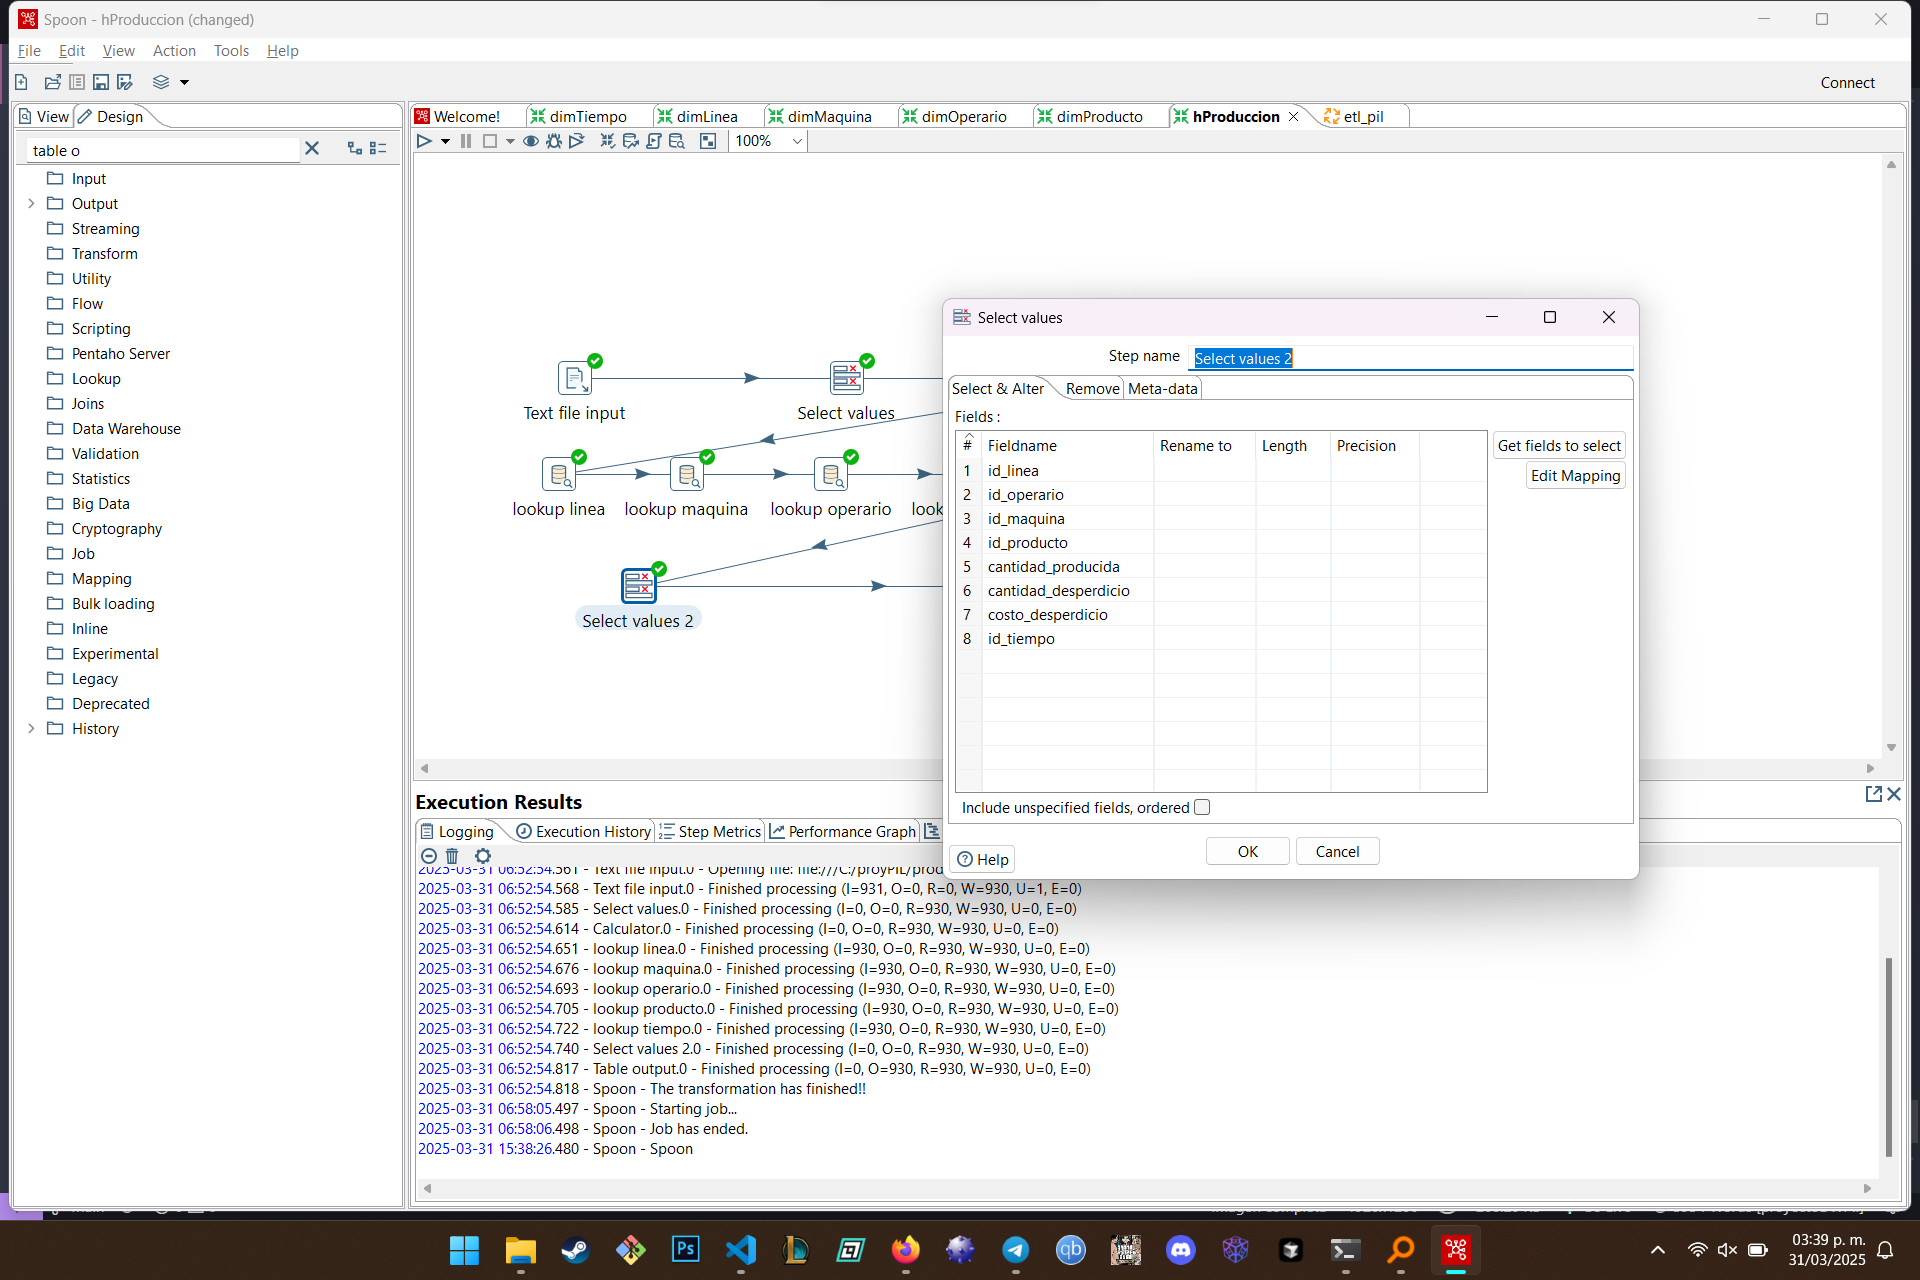 Spoon - hProduccion (changed)
File Edit View Action Tools Help
Connect
View Design
Welcome! dimTiempo dimLinea dimMaquina dimOperario dimProducto hProduccion etl_pil
table o
100%
Input
Output
Streaming
Transform
Utility
Flow
Scripting
Pentaho Server
Lookup
Joins
Data Warehouse
Validation
Statistics
Big Data
Cryptography
Job
Mapping
Bulk loading
Inline
Experimental
Legacy
Deprecated
History
Text file input
Select values
lookup linea lookup maquina lookup operario look
Select values 2
Select values
Step name Select values 2
Select & Alter Remove Meta-data
Fields :
# Fieldname Rename to Length Precision
1 id_linea
2 id_operario
3 id_maquina
4 id_producto
5 cantidad_producida
6 cantidad_desperdicio
7 costo_desperdicio
8 id_tiempo
Get fields to select
Edit Mapping
Include unspecified fields, ordered
Help OK Cancel
Execution Results
Logging Execution History Step Metrics Performance Graph
2025-03-31 06:52:54.561 - Text file input.0 - Opening file: file:///C:/proyPIL/prod
2025-03-31 06:52:54.568 - Text file input.0 - Finished processing (I=931, O=0, R=0, W=930, U=1, E=0)
2025-03-31 06:52:54.585 - Select values.0 - Finished processing (I=0, O=0, R=930, W=930, U=0, E=0)
2025-03-31 06:52:54.614 - Calculator.0 - Finished processing (I=0, O=0, R=930, W=930, U=0, E=0)
2025-03-31 06:52:54.651 - lookup linea.0 - Finished processing (I=930, O=0, R=930, W=930, U=0, E=0)
2025-03-31 06:52:54.676 - lookup maquina.0 - Finished processing (I=930, O=0, R=930, W=930, U=0, E=0)
2025-03-31 06:52:54.693 - lookup operario.0 - Finished processing (I=930, O=0, R=930, W=930, U=0, E=0)
2025-03-31 06:52:54.705 - lookup producto.0 - Finished processing (I=930, O=0, R=930, W=930, U=0, E=0)
2025-03-31 06:52:54.722 - lookup tiempo.0 - Finished processing (I=930, O=0, R=930, W=930, U=0, E=0)
2025-03-31 06:52:54.740 - Select values 2.0 - Finished processing (I=0, O=0, R=930, W=930, U=0, E=0)
2025-03-31 06:52:54.817 - Table output.0 - Finished processing (I=0, O=930, R=930, W=930, U=0, E=0)
2025-03-31 06:52:54.818 - Spoon - The transformation has finished!!
2025-03-31 06:58:05.497 - Spoon - Starting job...
2025-03-31 06:58:06.498 - Spoon - Job has ended.
2025-03-31 15:38:26.480 - Spoon - Spoon
Ps
qb
03:39 p. m.
31/03/2025